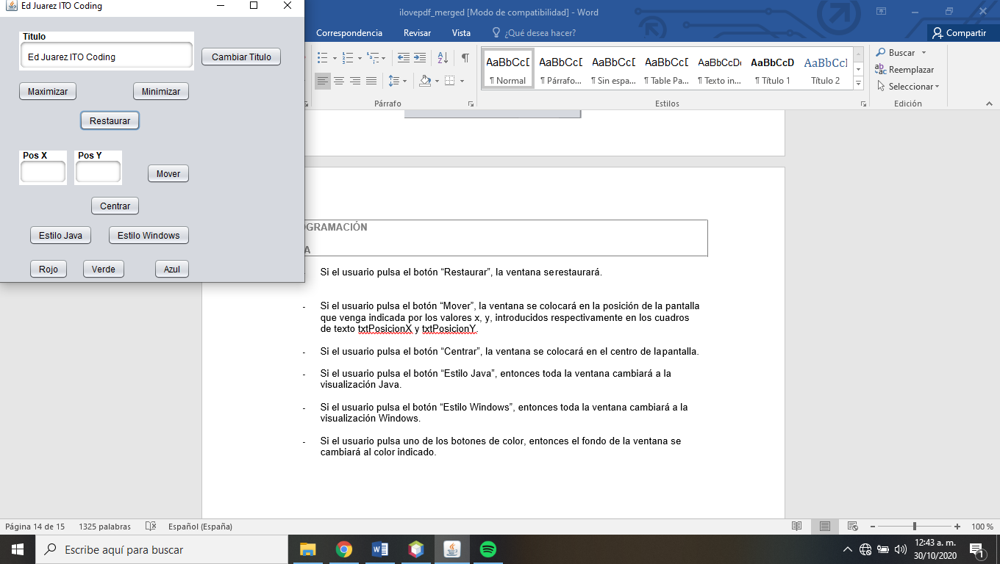 Ed Juarez ITO Coding
Titulo
Ed Juarez ITO Coding
Cambiar Titulo
Maximizar
Minimizar
Restaurar
Pos X
Pos Y
Mover
Centrar
Estilo Java
Estilo Windows
Rojo
Verde
Azul
ilovepdf_merged [Modo de compatibilidad] - Word
Correspondencia
Revisar
Vista
¿Qué desea hacer?
Compartir
AaBbCcD
¶ Normal
AaBbCcD
¶ Párrafo...
AaBbCcD
¶ Sin espa...
AaBbCcD
¶ Table Pa...
AaBbCcDc
¶ Texto in...
AaBbCcD
¶ Título 1
AaBbCcI
Título 2
Buscar
Reemplazar
Seleccionar
Párrafo
Estilos
Edición
OGRAMACIÓN
A
Si el usuario pulsa el botón “Restaurar”, la ventana serestaurará.
- Si el usuario pulsa el botón “Mover”, la ventana se colocará en la posición de la pantalla
que venga indicada por los valores x, y, introducidos respectivamente en los cuadros
de texto txtPosicionX y txtPosicionY.
- Si el usuario pulsa el botón “Centrar”, la ventana se colocará en el centro de lapantalla.
- Si el usuario pulsa el botón “Estilo Java”, entonces toda la ventana cambiará a la
visualización Java.
- Si el usuario pulsa el botón “Estilo Windows”, entonces toda la ventana cambiará a la
visualización Windows.
- Si el usuario pulsa uno de los botones de color, entonces el fondo de la ventana se
cambiará al color indicado.
Página 14 de 15
1325 palabras
Español (España)
100 %
Escribe aquí para buscar
12:43 a. m.
30/10/2020
1